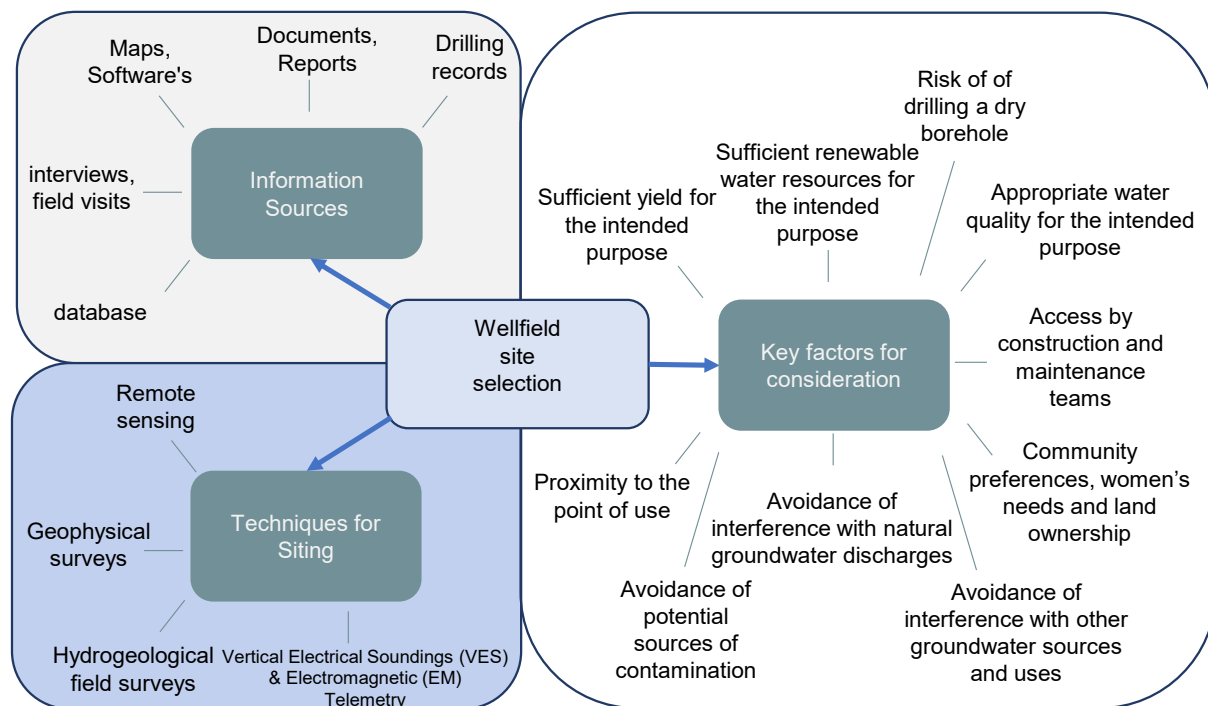 Maps,
Software's
Documents,
Reports
Drilling
records
interviews,
field visits
Information
Sources
database
Wellfield
site
selection
Remote
sensing
Geophysical
surveys
Techniques for
Siting
Hydrogeological
field surveys
Vertical Electrical Soundings (VES)
& Electromagnetic (EM)
Telemetry
Risk of of
drilling a dry
borehole
Sufficient renewable
water resources for
the intended
purpose
Sufficient yield for
the intended
purpose
Appropriate water
quality for the intended
purpose
Key factors for
consideration
Access by
construction and
maintenance
teams
Community
preferences, women’s
needs and land
ownership
Proximity to the
point of use
Avoidance of
interference with natural
groundwater discharges
Avoidance of
potential
sources of
contamination
Avoidance of
interference with other
groundwater sources
and uses